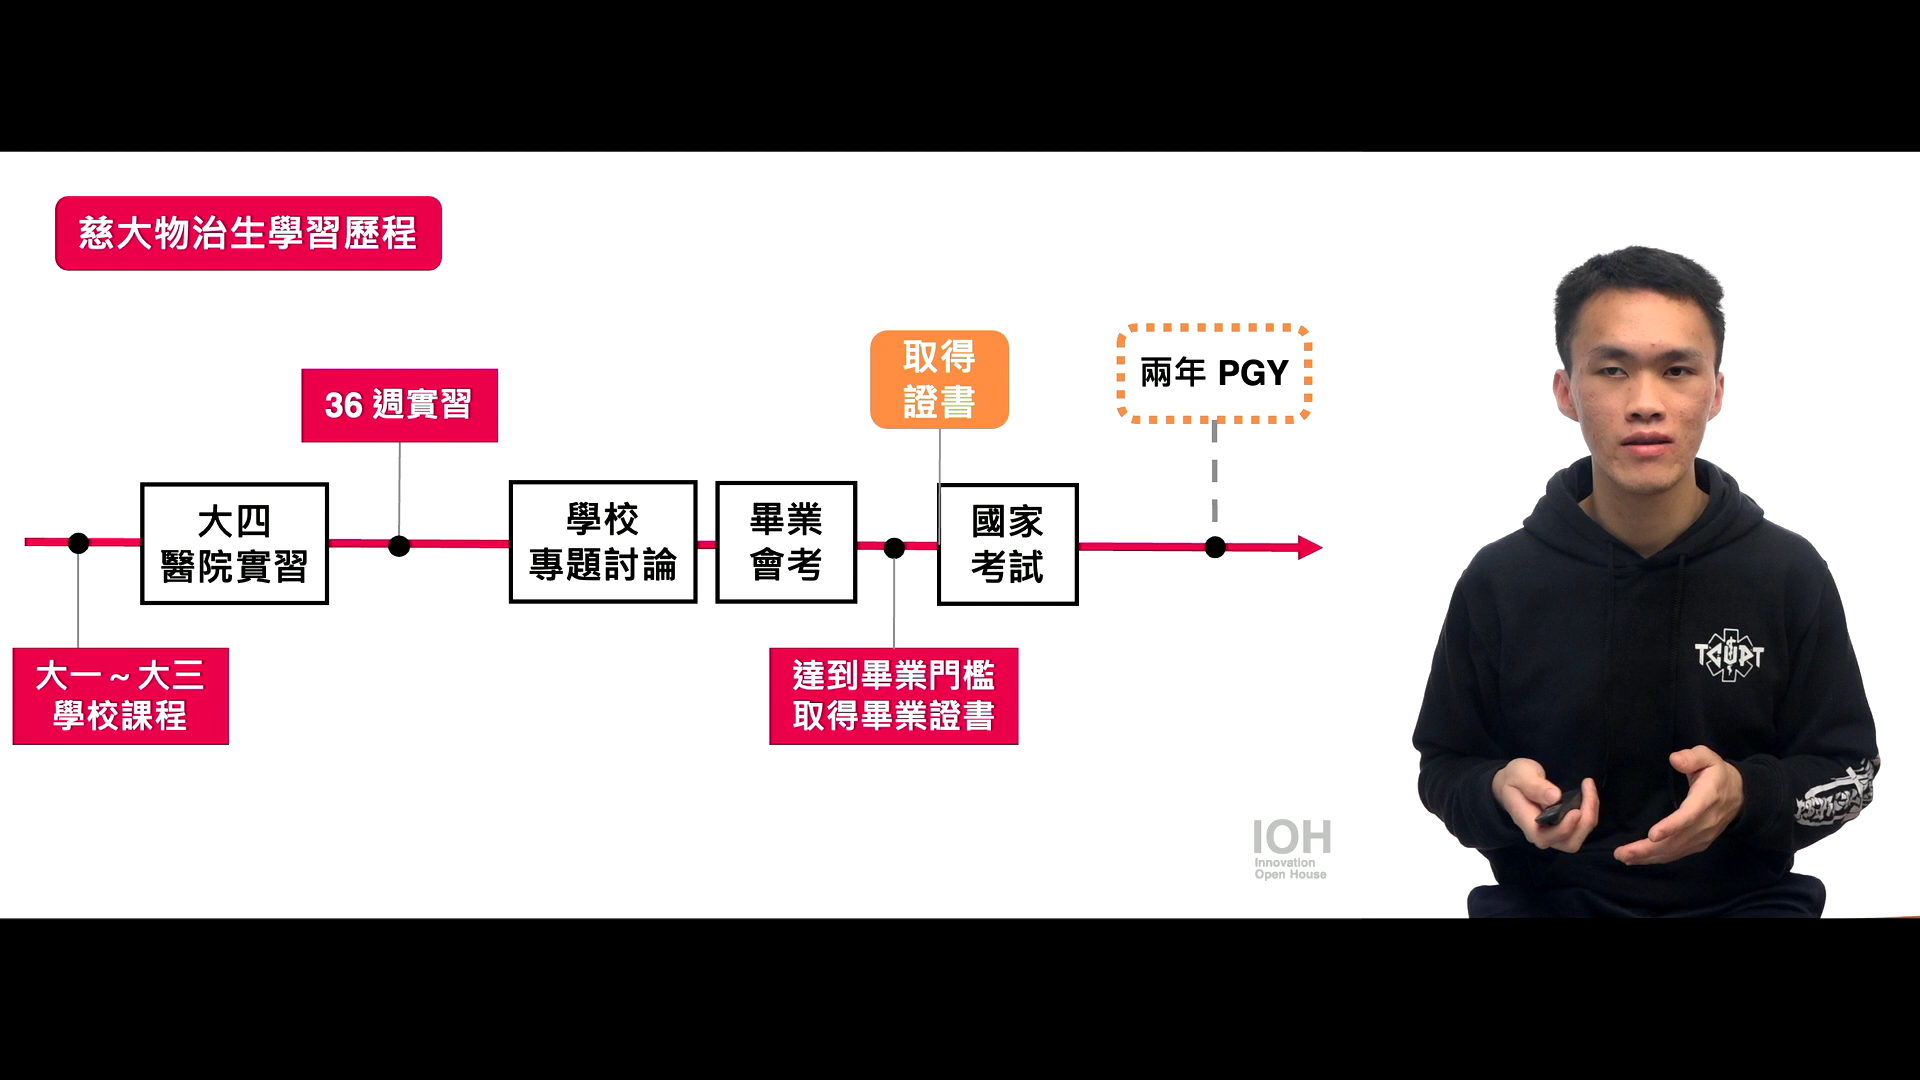 慈大物治生學習歷程
取得
證書
兩年 PGY
36 週實習
大四
醫院實習
學校
專題討論
畢業
會考
國家
考試
大一 ~ 大三
學校課程
達到畢業門檻
取得畢業證書
TCUPT
IOH
Innovation
Open House